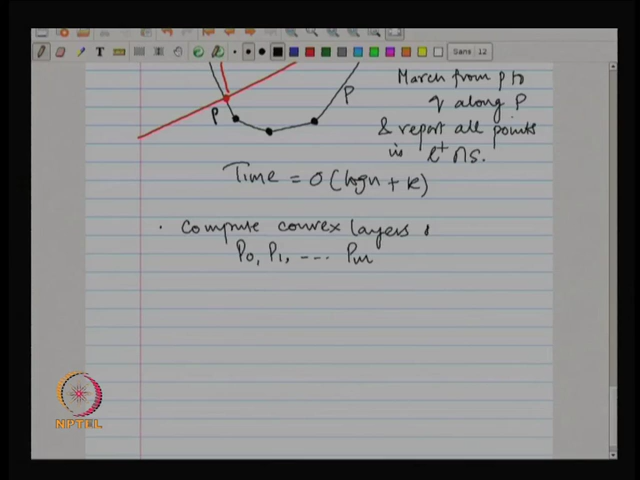 Sans 12
March from p to
q along P
& report all points
in l⁺ ∩ S.
P
p
Time = O(logn + k)
· Compute convex layers
P0, P1, ---- Pm
NPTEL